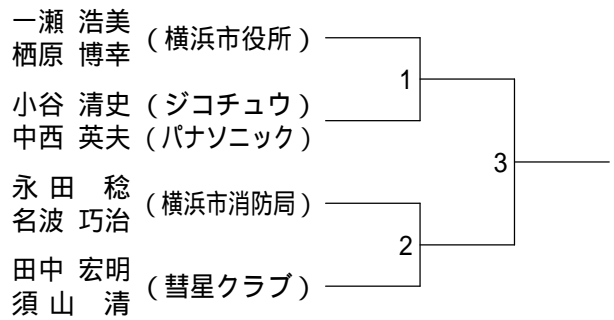 一瀬 浩美
栖原 博幸
(横浜市役所)
小谷 清史 (ジコチュウ)
中西 英夫 (パナソニック)
永田 稔
名波 巧治
(横浜市消防局)
田中 宏明
須山 清
(彗星クラブ)
1
2
3